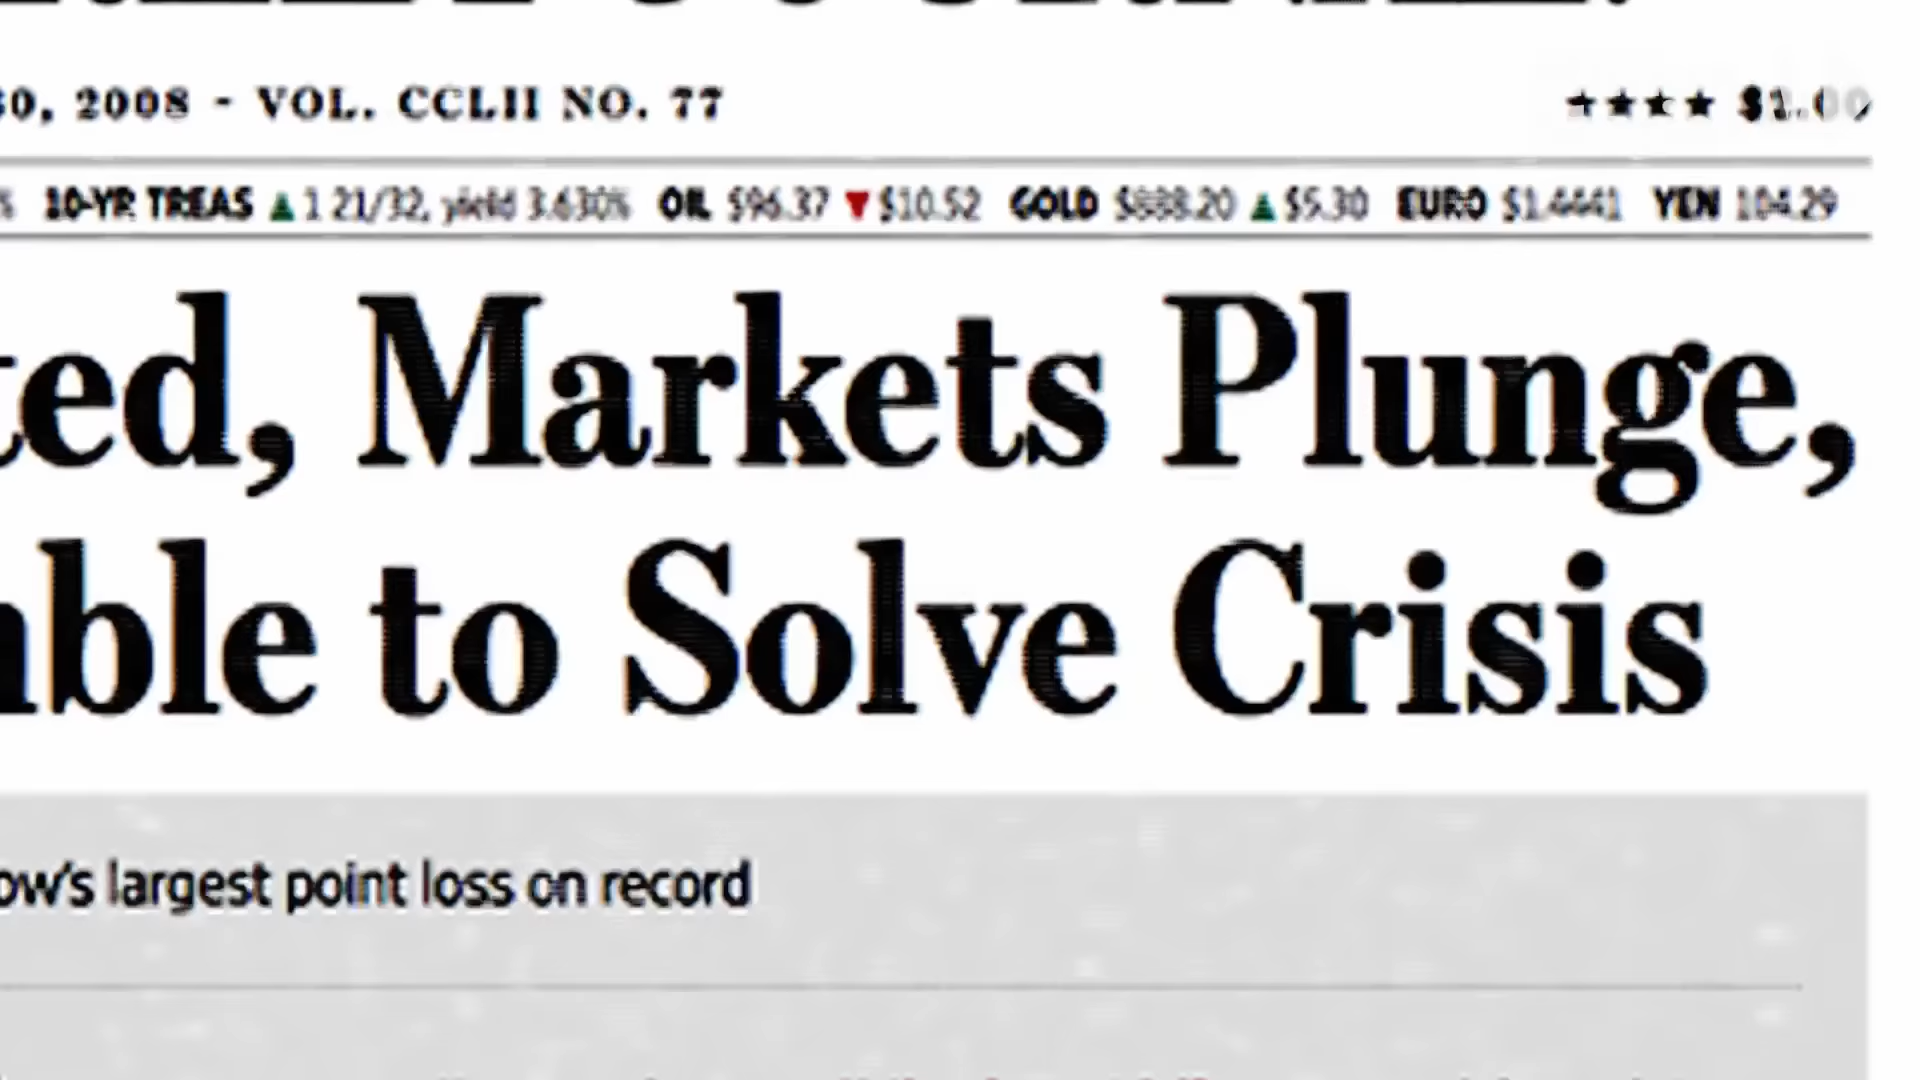 30, 2008 - VOL. CCLII NO. 77 ★★★★ $2.00
10-YR TREAS ▲ 1 21/32, yield 3.630% OIL $96.37 ▼ $10.52 GOLD $888.20 ▲ $5.30 EURO $1.4441 YEN 104.29
ted, Markets Plunge,
able to Solve Crisis
ow's largest point loss on record